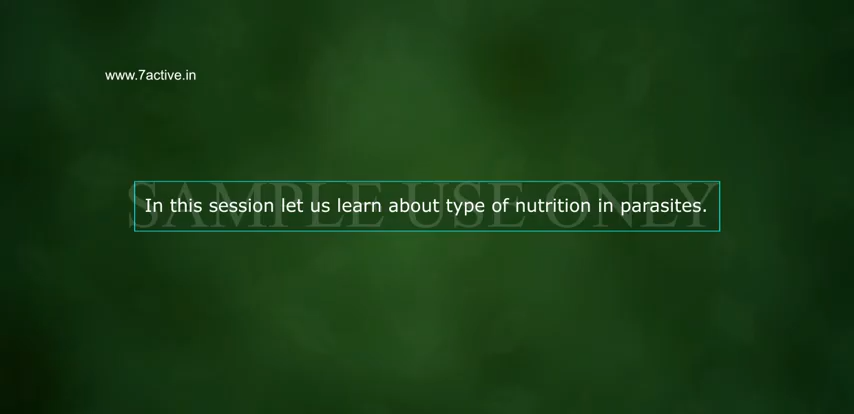 www.7active.in
SAMPLE USE ONLY
In this session let us learn about type of nutrition in parasites.